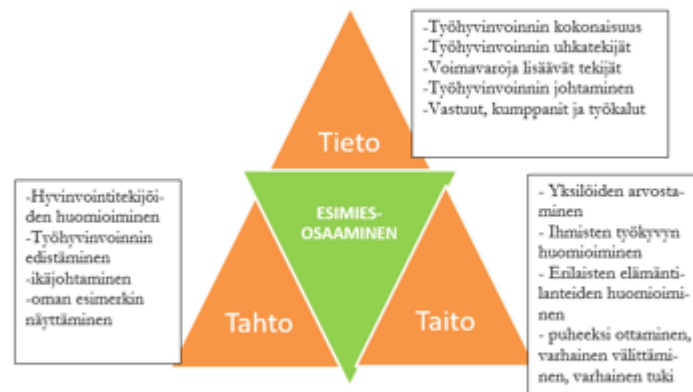 -Työhyvinvoinnin kokonaisuus
-Työhyvinvoinnin uhkatekijät
-Voimavaroja lisäävät tekijät
-Työhyvinvoinnin johtaminen
-Vastuut, kumppanit ja työkalut
Tieto
-Hyvinvointitekijöi-
den huomioiminen
-Työhyvinvoinnin
edistäminen
-ikäjohtaminen
-oman esimerkin
näyttäminen
ESIMIES-
OSAAMINEN
Tahto
Taito
- Yksilöiden arvosta-
minen
- Ihmisten työkyvyn
huomioiminen
- Erilaisten elämänti-
lanteiden huomioimi-
nen
- puheeksi ottaminen,
varhainen välittämi-
nen, varhainen tuki